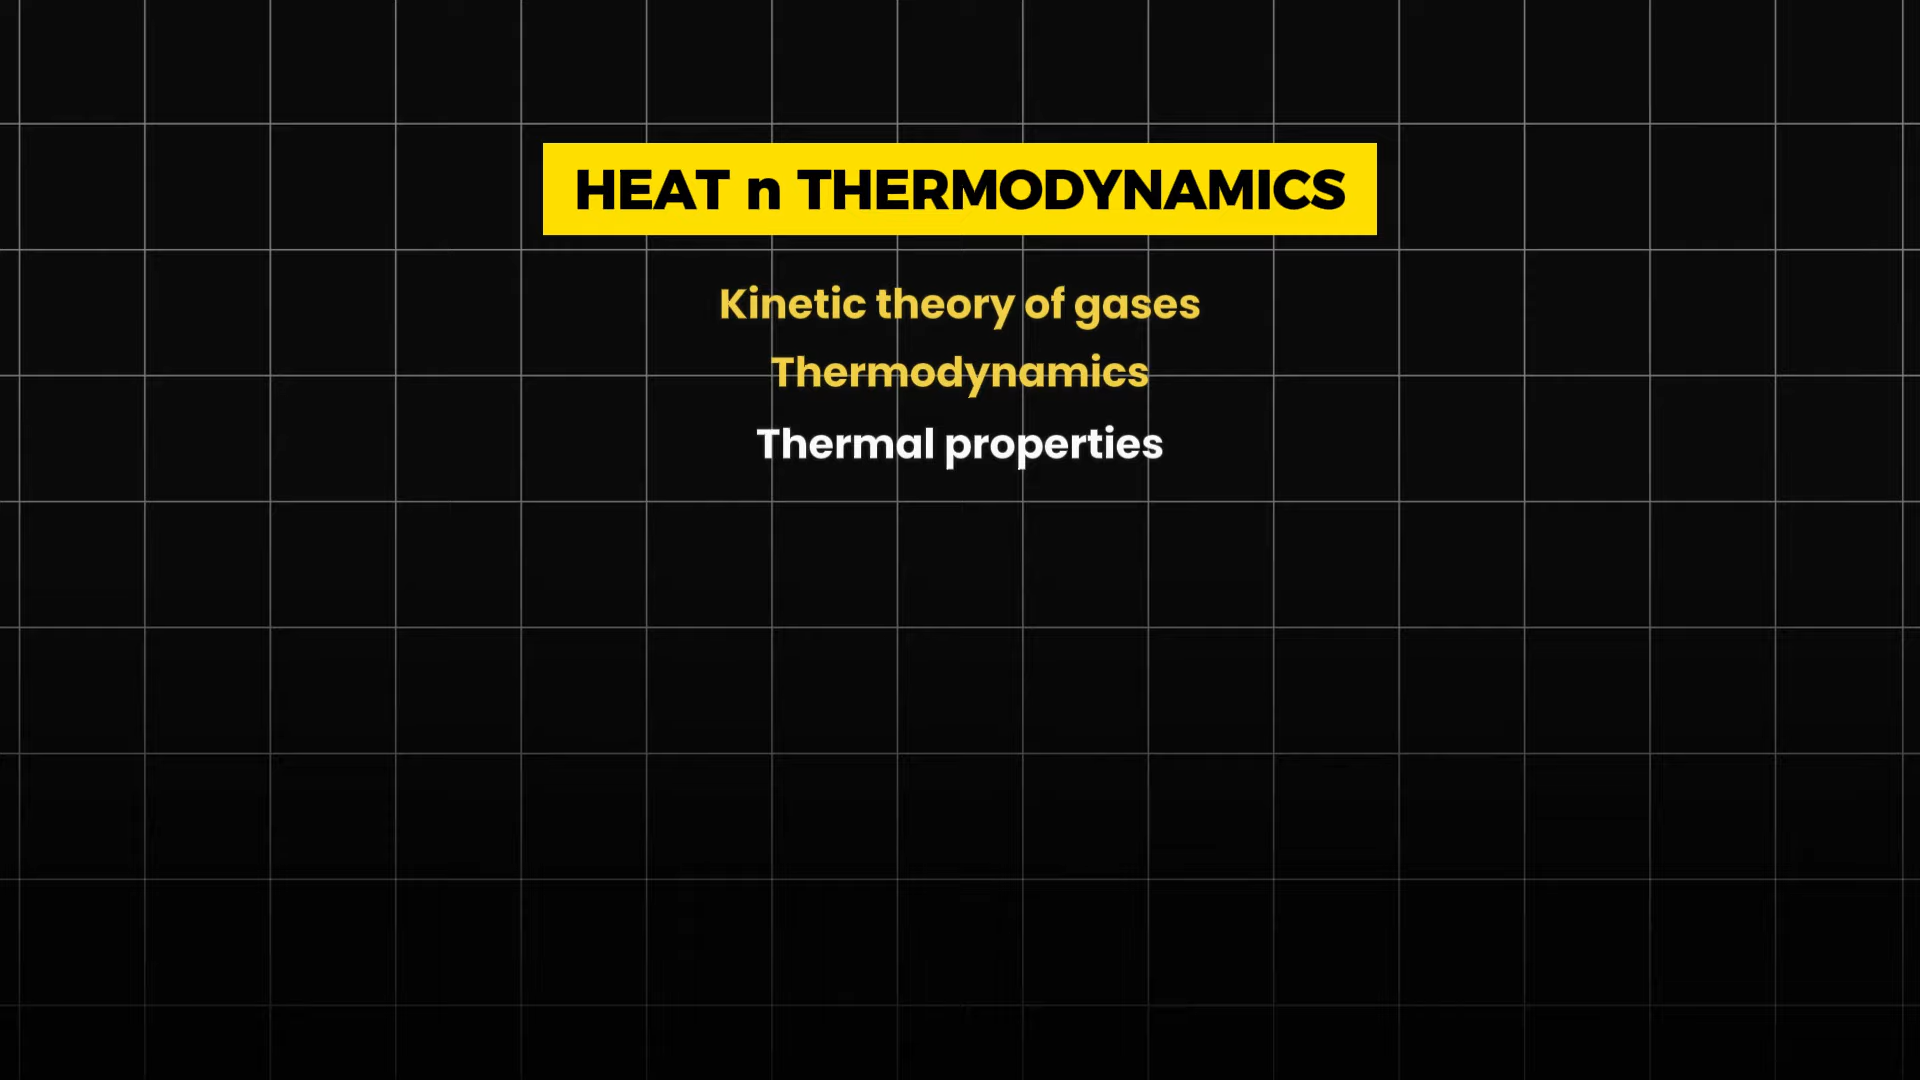 HEAT n THERMODYNAMICS
Kinetic theory of gases
Thermodynamics
Thermal properties